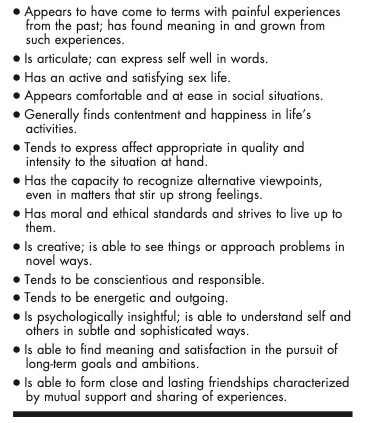 ● Appears to have come to terms with painful experiences
from the past; has found meaning in and grown from
such experiences.
● Is articulate; can express self well in words.
● Has an active and satisfying sex life.
● Appears comfortable and at ease in social situations.
● Generally finds contentment and happiness in life's
activities.
● Tends to express affect appropriate in quality and
intensity to the situation at hand.
● Has the capacity to recognize alternative viewpoints,
even in matters that stir up strong feelings.
● Has moral and ethical standards and strives to live up to
them.
● Is creative; is able to see things or approach problems in
novel ways.
● Tends to be conscientious and responsible.
● Tends to be energetic and outgoing.
● Is psychologically insightful; is able to understand self and
others in subtle and sophisticated ways.
● Is able to find meaning and satisfaction in the pursuit of
long-term goals and ambitions.
● Is able to form close and lasting friendships characterized
by mutual support and sharing of experiences.